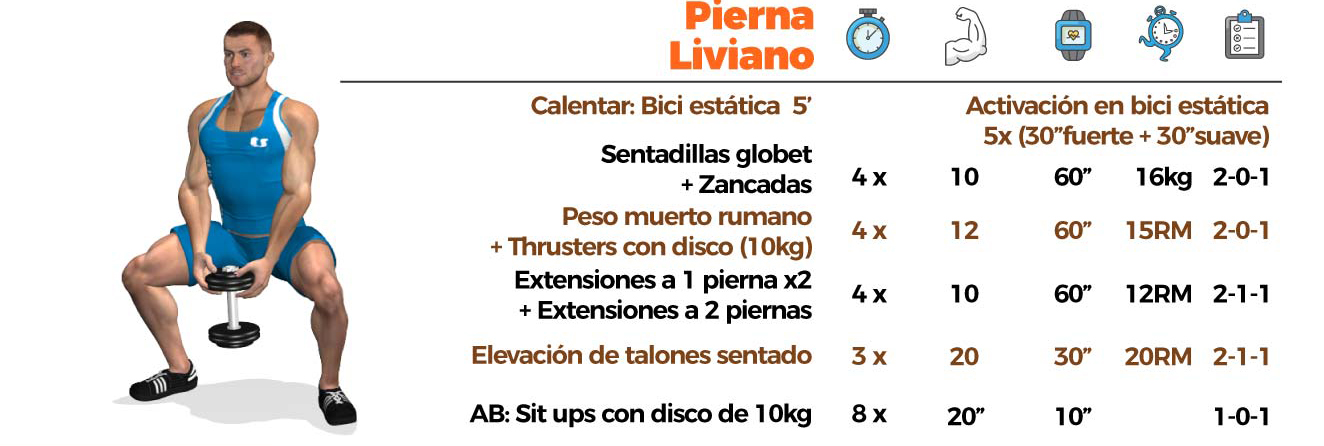 Pierna
Liviano
Calentar: Bici estática 5’
Activación en bici estática
5x (30”fuerte + 30”suave)
Sentadillas globet
+ Zancadas
4 x 10 60” 16kg 2-0-1
Peso muerto rumano
+ Thrusters con disco (10kg)
4 x 12 60” 15RM 2-0-1
Extensiones a 1 pierna x2
+ Extensiones a 2 piernas
4 x 10 60” 12RM 2-1-1
Elevación de talones sentado 3 x 20 30” 20RM 2-1-1
AB: Sit ups con disco de 10kg 8 x 20” 10” 1-0-1